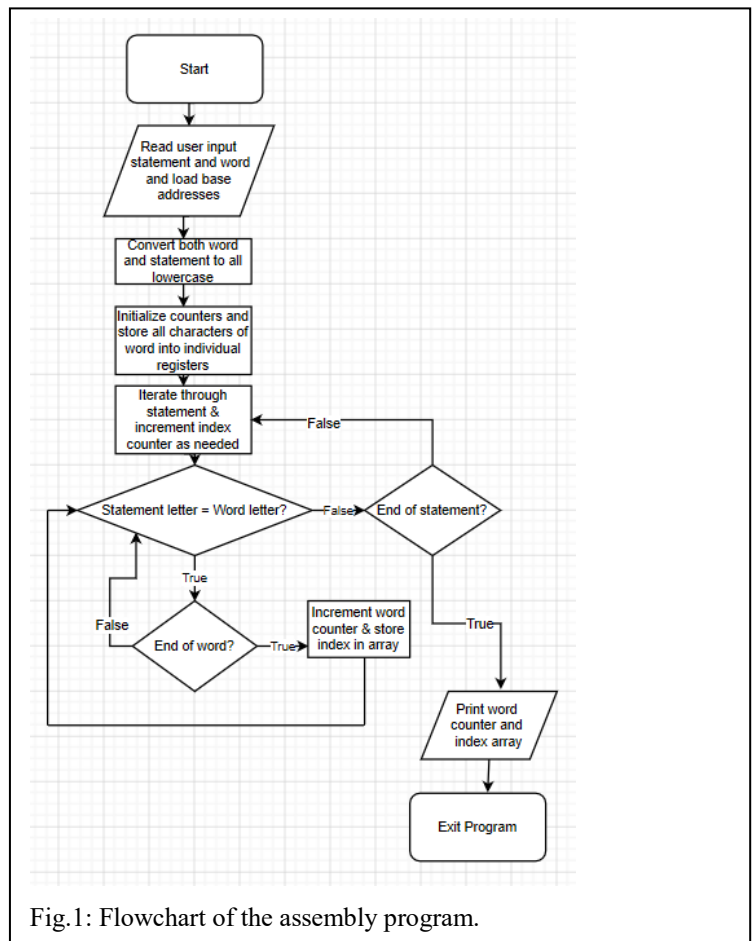 Start
Read user input
statement and word
and load base
addresses
Convert both word
and statement to all
lowercase
Initialize counters and
store all characters of
word into individual
registers
Iterate through
statement &
increment index
counter as needed
False
Statement letter = Word letter?
False
End of statement?
True
False
End of word?
True
Increment word
counter & store
index in array
True
Print word
counter and
index array
Exit Program
Fig.1: Flowchart of the assembly program.